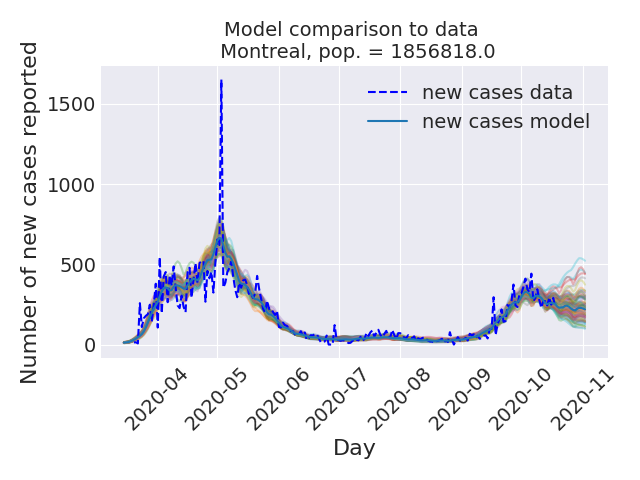 Model comparison to data
Montreal, pop. = 1856818.0
Number of new cases reported
1500
1000
500
0
new cases data
new cases model
2020-04
2020-05
2020-06
2020-07
2020-08
2020-09
2020-10
2020-11
Day